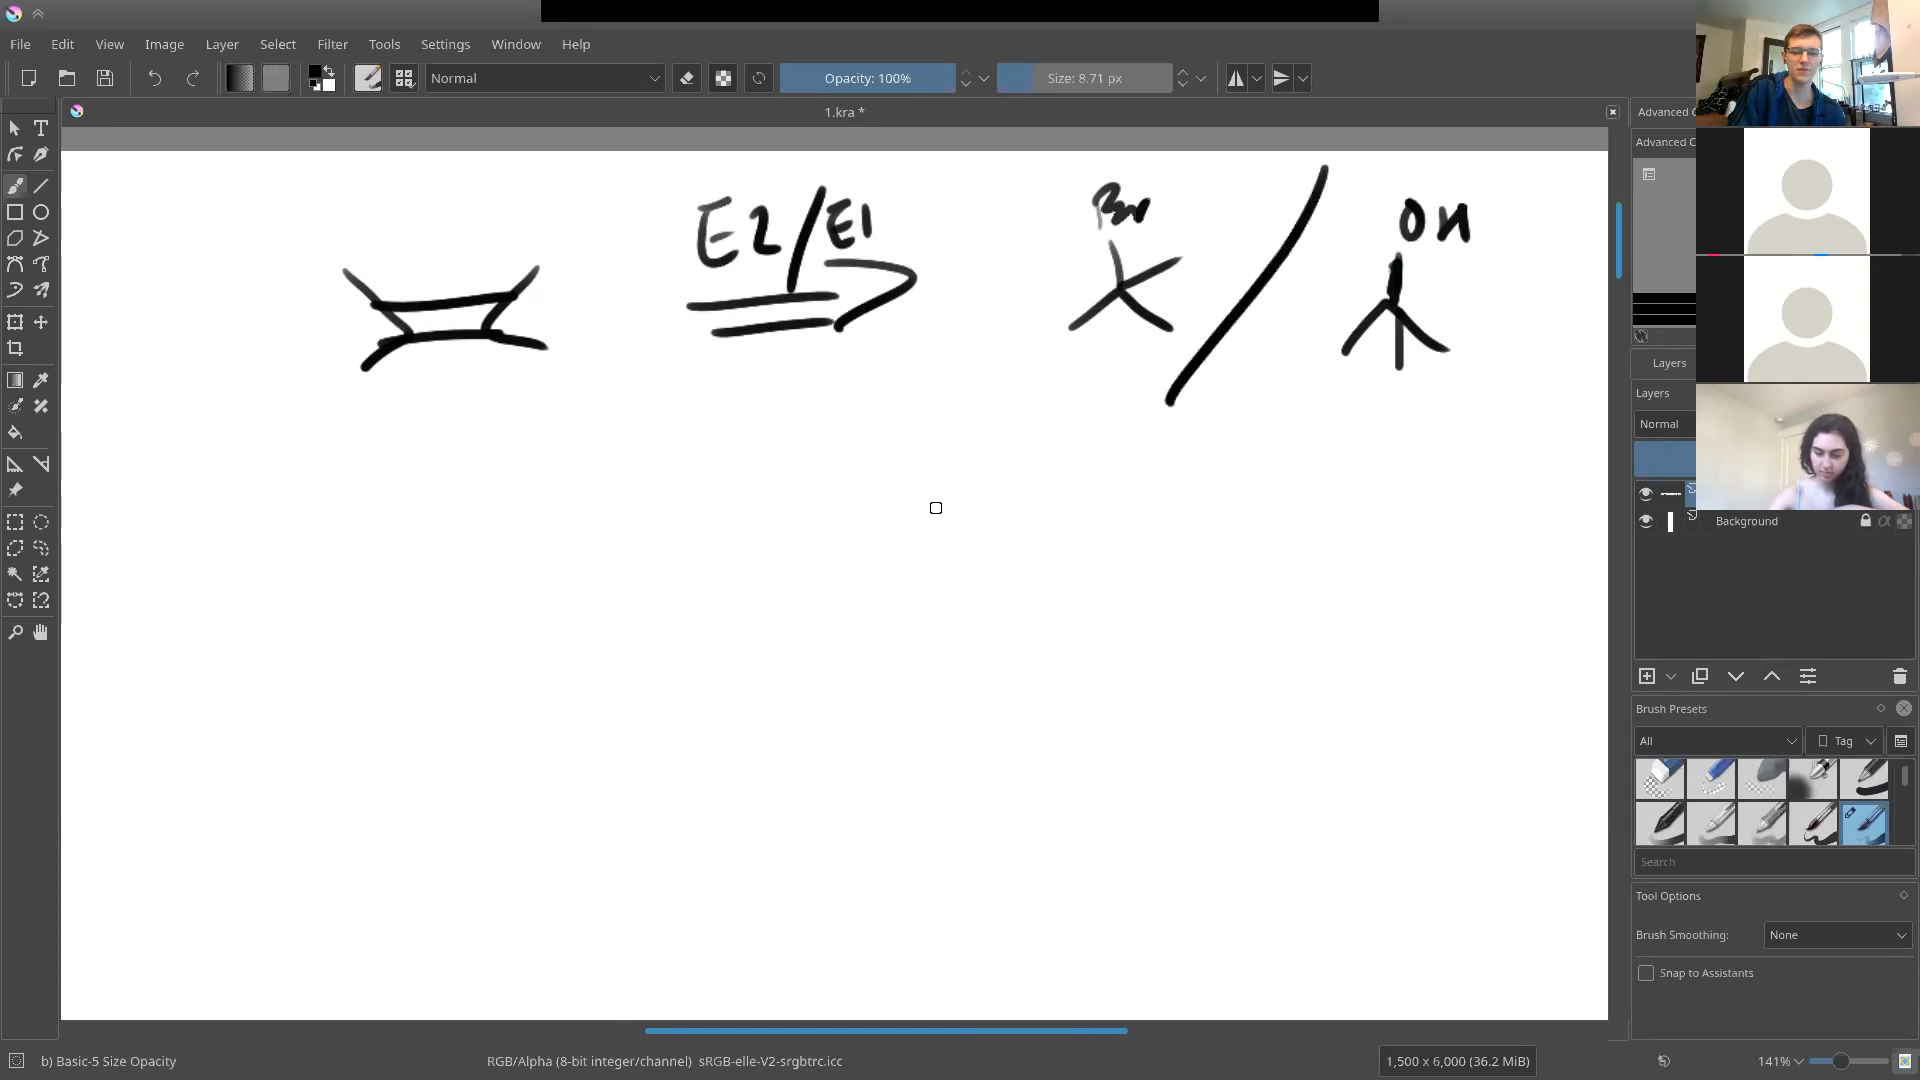 File Edit View Image Layer Select Filter Tools Settings Window Help
Normal Opacity: 100% Size: 8.71 px
1.kra *
Advanced C
Advanced C
E2/E1 Br OH
Layers
Layers
Normal
Background
Brush Presets
All Tag
Search
Tool Options
Brush Smoothing: None
Snap to Assistants
b) Basic-5 Size Opacity RGB/Alpha (8-bit integer/channel) sRGB-elle-V2-srgbtrc.icc 1,500 x 6,000 (36.2 MiB) 141%